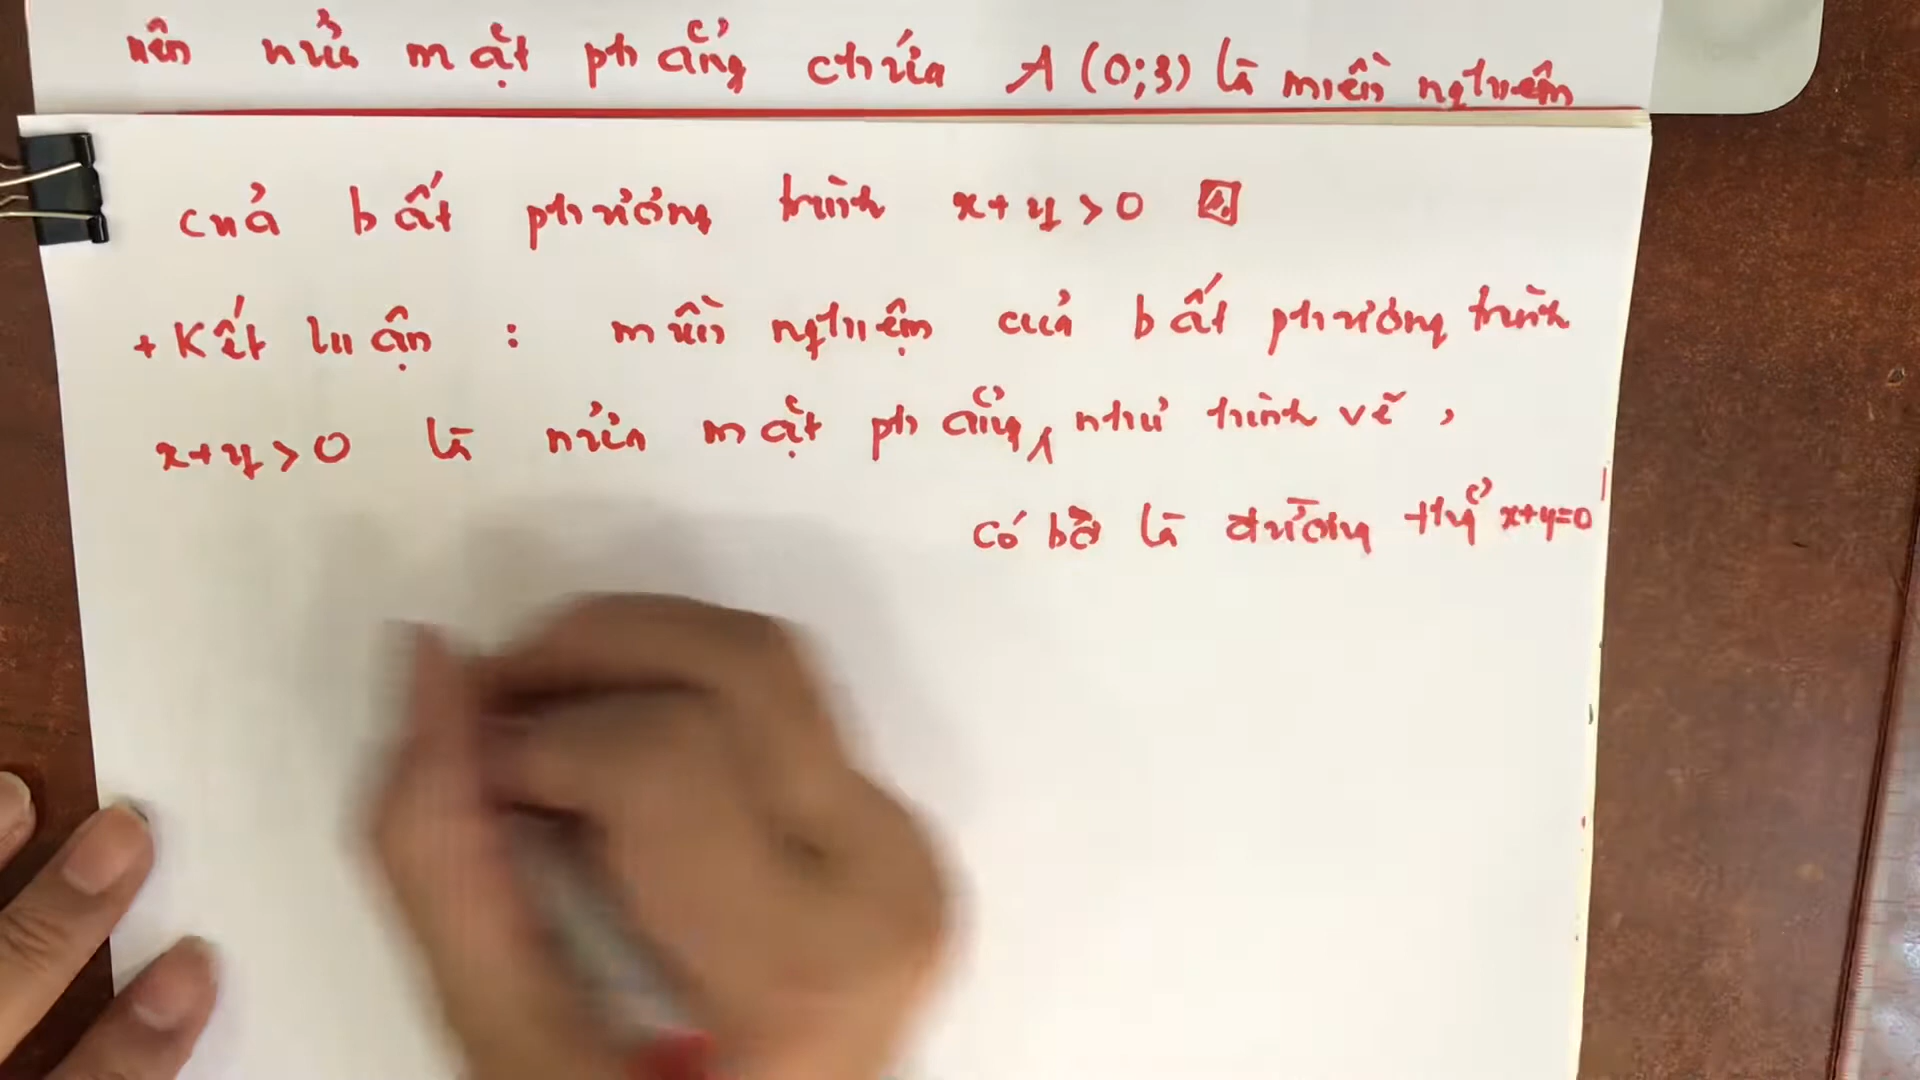 nên nửa mặt phẳng chứa A (0;3) là miền nghiệm
của bất phương trình x+y>0
+ Kết luận : miền nghiệm của bất phương trình
x+y>0 là nửa mặt phẳng, như hình vẽ,
có bờ là đường thẳng x+y=0